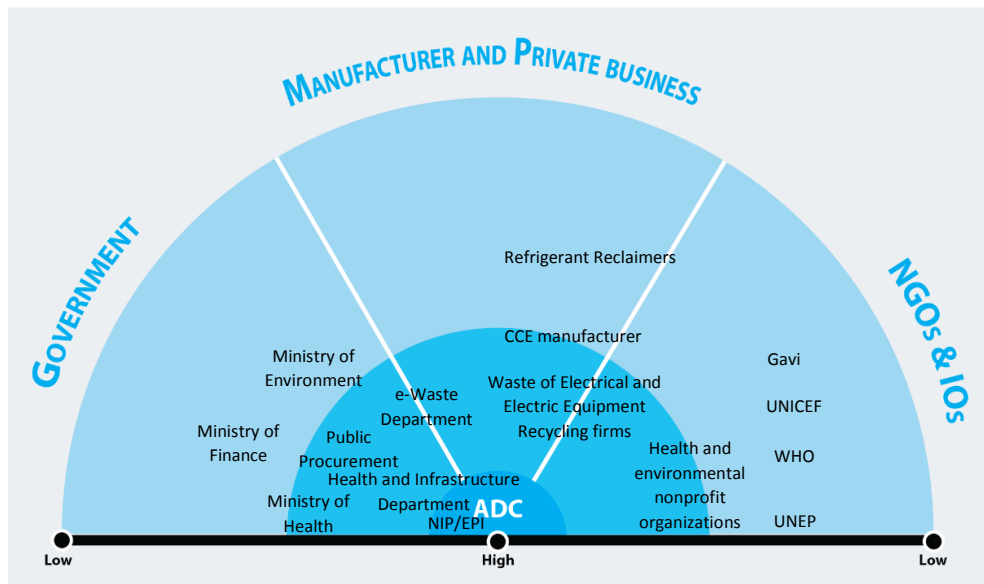 MANUFACTURER AND PRIVATE BUSINESS
GOVERNMENT
NGOs & IOs
Refrigerant Reclaimers
CCE manufacturer
Ministry of
Environment
Gavi
e-Waste
Department
Waste of Electrical and
Electric Equipment
Recycling firms
UNICEF
Ministry of
Finance
Public
Procurement
Health and
environmental
nonprofit
organizations
WHO
Health and Infrastructure
Department
Ministry of
Health
NIP/EPI
ADC
UNEP
Low
High
Low